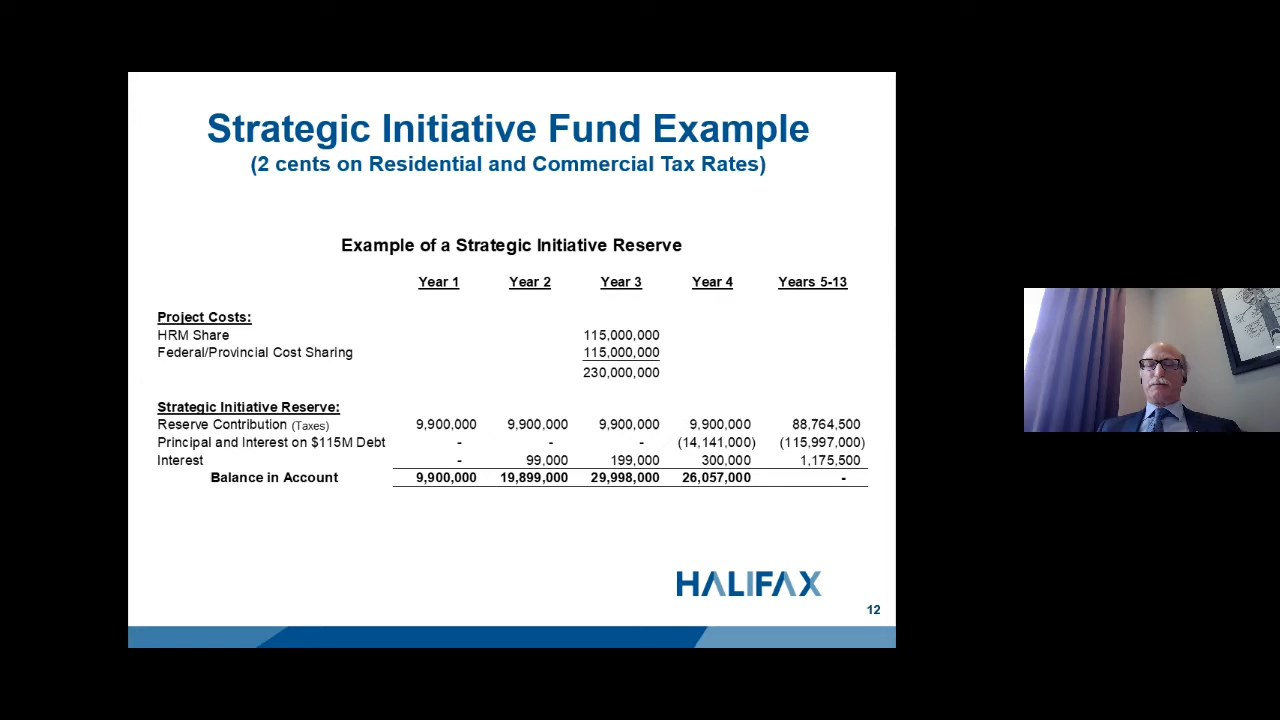 Strategic Initiative Fund Example
(2 cents on Residential and Commercial Tax Rates)
Example of a Strategic Initiative Reserve
Year 1 Year 2 Year 3 Year 4 Years 5-13
Project Costs:
HRM Share 115,000,000
Federal/Provincial Cost Sharing 115,000,000
230,000,000
Strategic Initiative Reserve:
Reserve Contribution (Taxes) 9,900,000 9,900,000 9,900,000 9,900,000 88,764,500
Principal and Interest on $115M Debt - - - (14,141,000) (115,997,000)
Interest - 99,000 199,000 300,000 1,175,500
Balance in Account 9,900,000 19,899,000 29,998,000 26,057,000 -
HALIFAX
12